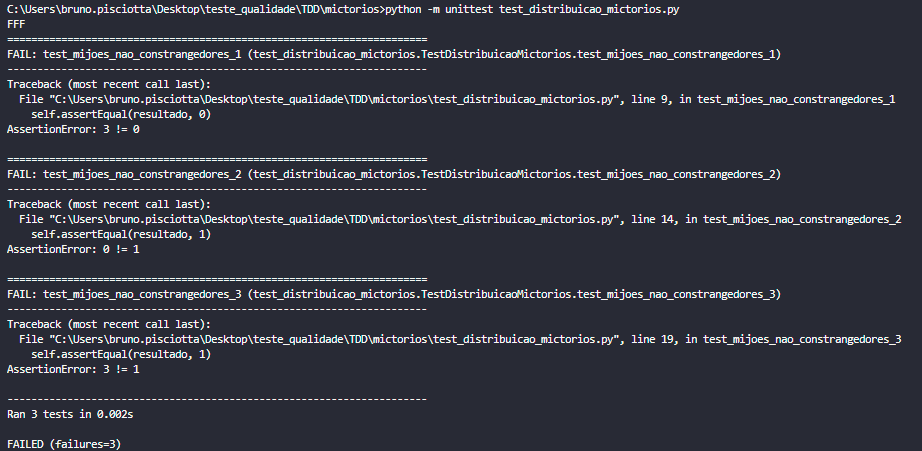 C:\Users\bruno.pisciotta\Desktop\teste_qualidade\TDD\mictorios>python -m unittest test_distribuicao_mictorios.py
FFF
======================================================================
FAIL: test_mijoes_nao_constrangedores_1 (test_distribuicao_mictorios.TestDistribuicaoMictorios.test_mijoes_nao_constrangedores_1)
----------------------------------------------------------------------
Traceback (most recent call last):
  File "C:\Users\bruno.pisciotta\Desktop\teste_qualidade\TDD\mictorios\test_distribuicao_mictorios.py", line 9, in test_mijoes_nao_constrangedores_1
    self.assertEqual(resultado, 0)
AssertionError: 3 != 0

======================================================================
FAIL: test_mijoes_nao_constrangedores_2 (test_distribuicao_mictorios.TestDistribuicaoMictorios.test_mijoes_nao_constrangedores_2)
----------------------------------------------------------------------
Traceback (most recent call last):
  File "C:\Users\bruno.pisciotta\Desktop\teste_qualidade\TDD\mictorios\test_distribuicao_mictorios.py", line 14, in test_mijoes_nao_constrangedores_2
    self.assertEqual(resultado, 1)
AssertionError: 0 != 1

======================================================================
FAIL: test_mijoes_nao_constrangedores_3 (test_distribuicao_mictorios.TestDistribuicaoMictorios.test_mijoes_nao_constrangedores_3)
----------------------------------------------------------------------
Traceback (most recent call last):
  File "C:\Users\bruno.pisciotta\Desktop\teste_qualidade\TDD\mictorios\test_distribuicao_mictorios.py", line 19, in test_mijoes_nao_constrangedores_3
    self.assertEqual(resultado, 1)
AssertionError: 3 != 1

----------------------------------------------------------------------
Ran 3 tests in 0.002s

FAILED (failures=3)